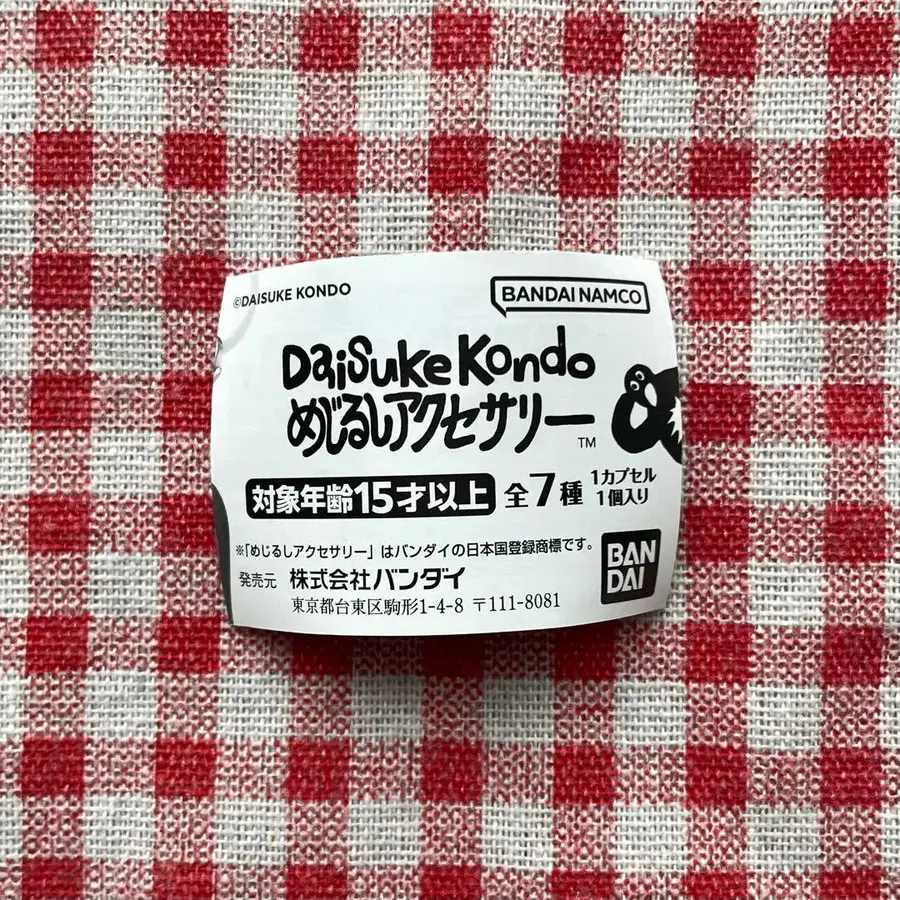 ©DAISUKE KONDO
BANDAI NAMCO
DaiSuke Kondo
めじるしアクセサリー™
対象年齢15才以上 全7種 1カプセル
1個入り
※「めじるしアクセサリー」はバンダイの日本国登録商標です。
発売元 株式会社バンダイ
東京都台東区駒形1-4-8 〒111-8081
BAN
DAI